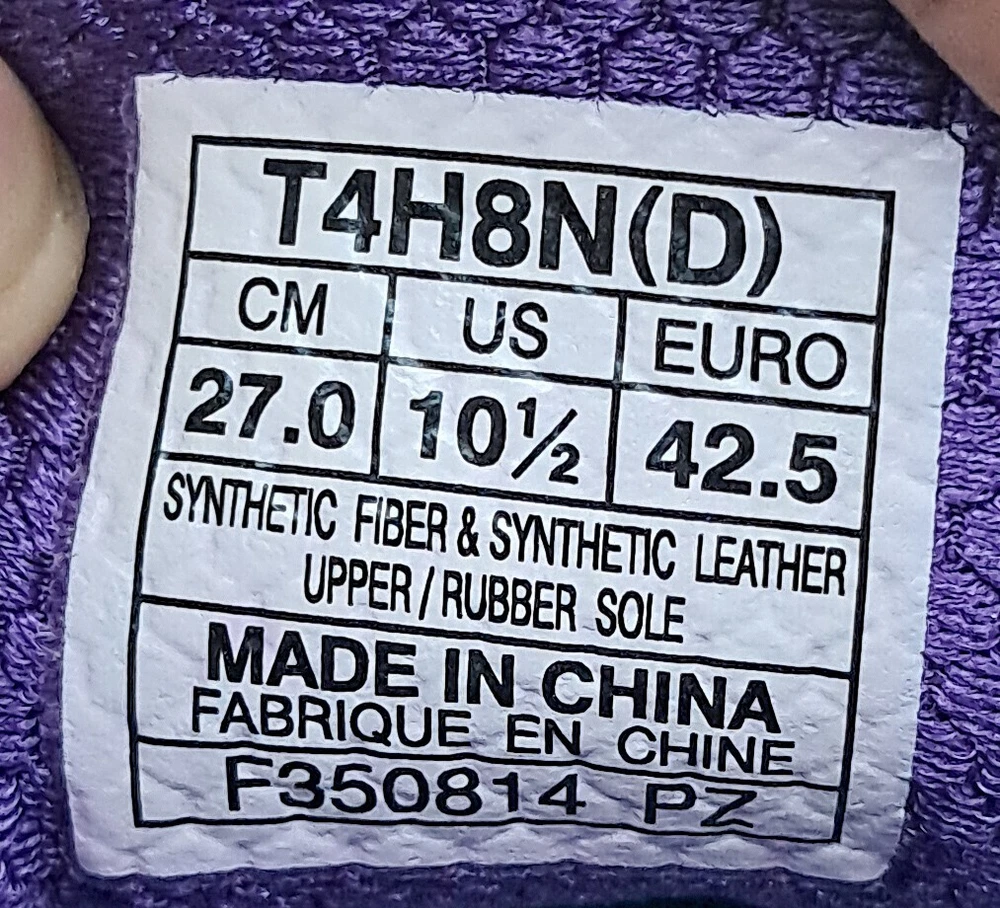 T4H8N(D)
CM US EURO
27.0 10½ 42.5
SYNTHETIC FIBER & SYNTHETIC LEATHER
UPPER / RUBBER SOLE
MADE IN CHINA
FABRIQUE EN CHINE
F350814 PZ